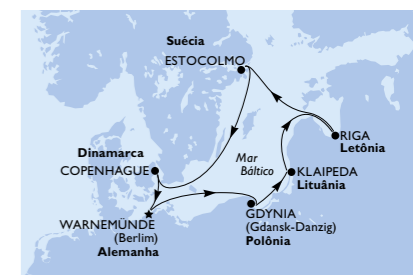 Suécia
ESTOCOLMO
RIGA
Letônia
Dinamarca
COPENHAGUE
Mar
Báltico
KLAIPEDA
Lituânia
WARNEMÜNDE
(Berlim)
Alemanha
GDYNIA
(Gdansk-Danzig)
Polônia